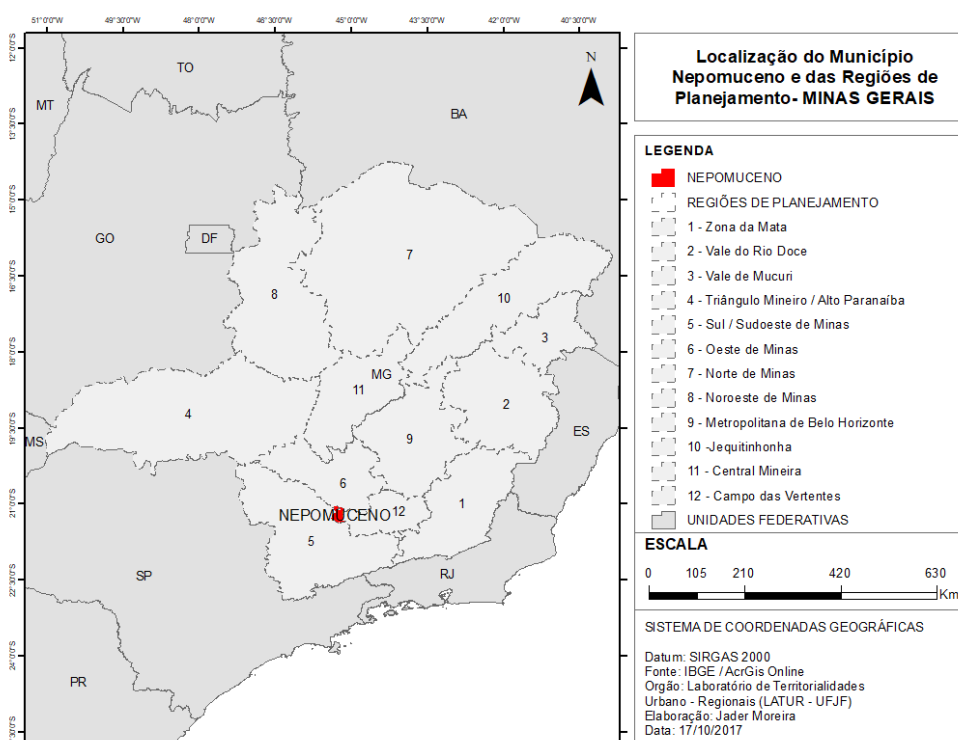 51°0'0"W 49°30'0"W 48°0'0"W 46°30'0"W 45°0'0"W 43°30'0"W 42°0'0"W 40°30'0"W
12°0'0"S
13°30'0"S
15°0'0"S
16°30'0"S
18°0'0"S
19°30'0"S
21°0'0"S
22°30'0"S
24°0'0"S
N
TO
MT
BA
GO
DF
7
8
10
3
MG
11
4
2
MS
ES
9
6
1
NEPOMUCENO
12
5
SP
RJ
PR
Localização do Município
Nepomuceno e das Regiões de
Planejamento- MINAS GERAIS
LEGENDA
NEPOMUCENO
REGIÕES DE PLANEJAMENTO
1 - Zona da Mata
2 - Vale do Rio Doce
3 - Vale de Mucuri
4 - Triângulo Mineiro / Alto Paranaíba
5 - Sul / Sudoeste de Minas
6 - Oeste de Minas
7 - Norte de Minas
8 - Noroeste de Minas
9 - Metropolitana de Belo Horizonte
10 -Jequitinhonha
11 - Central Mineira
12 - Campo das Vertentes
UNIDADES FEDERATIVAS
ESCALA
0 105 210 420 630
Km
SISTEMA DE COORDENADAS GEOGRÁFICAS
Datum: SIRGAS 2000
Fonte: IBGE / AcrGis Online
Orgão: Laboratório de Territorialidades
Urbano - Regionais (LATUR - UFJF)
Elaboração: Jader Moreira
Data: 17/10/2017